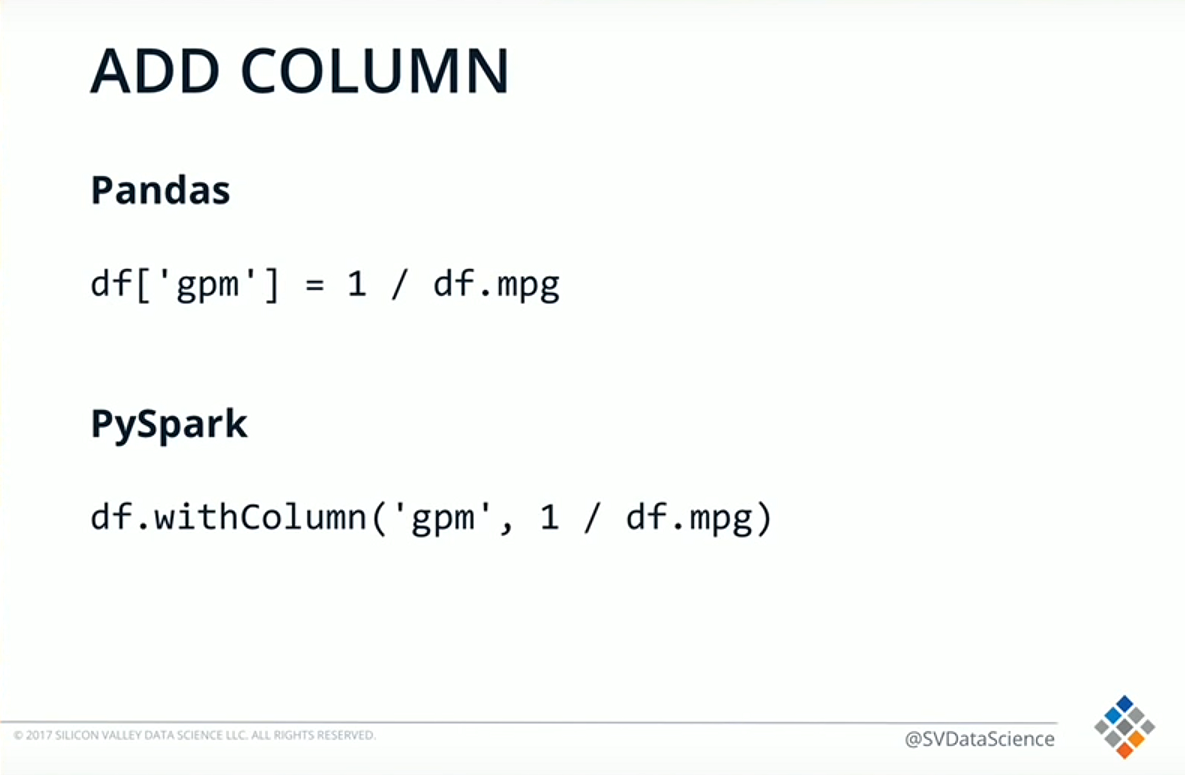 ADD COLUMN
Pandas
df['gpm'] = 1 / df.mpg
PySpark
df.withColumn('gpm', 1 / df.mpg)
© 2017 SILICON VALLEY DATA SCIENCE LLC. ALL RIGHTS RESERVED.
@SVDataScience